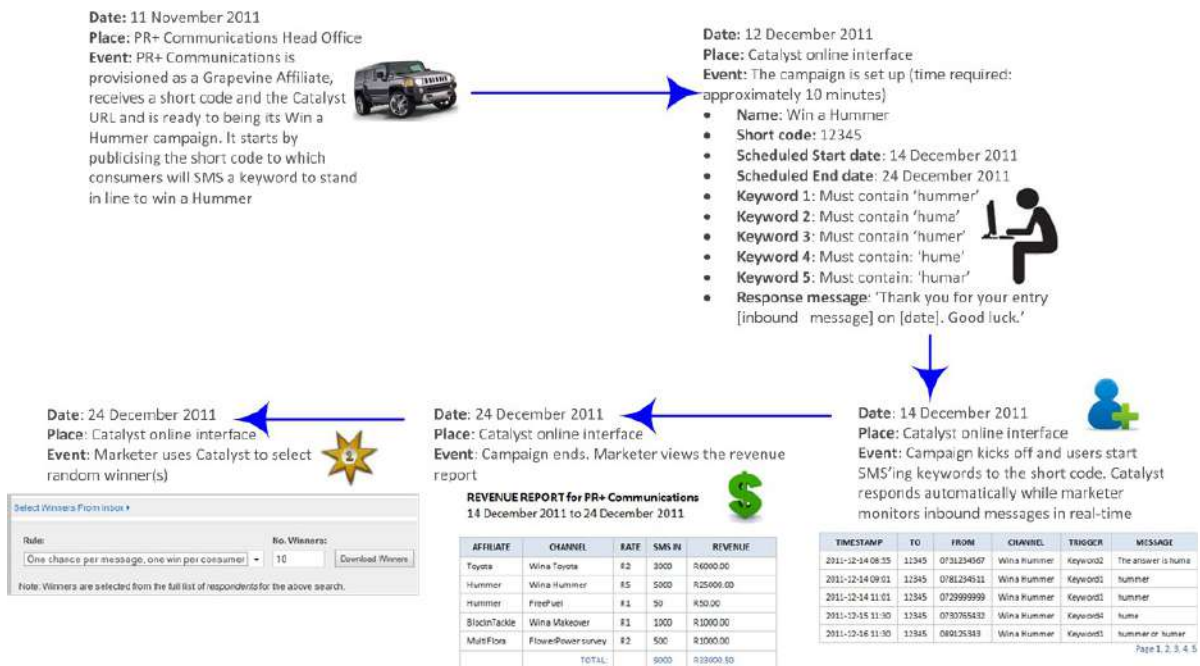 Date: 11 November 2011
Place: PR+ Communications Head Office
Event: PR+ Communications is
provisioned as a Grapevine Affiliate,
receives a short code and the Catalyst
URL and is ready to being its Win a
Hummer campaign. It starts by
publicising the short code to which
consumers will SMS a keyword to stand
in line to win a Hummer
Date: 12 December 2011
Place: Catalyst online interface
Event: The campaign is set up (time required:
approximately 10 minutes)
• Name: Win a Hummer
• Short code: 12345
• Scheduled Start date: 14 December 2011
• Scheduled End date: 24 December 2011
• Keyword 1: Must contain 'hummer'
• Keyword 2: Must contain 'huma'
• Keyword 3: Must contain 'humer'
• Keyword 4: Must contain: 'hume'
• Keyword 5: Must contain: 'humar'
• Response message: 'Thank you for your entry
[inbound message] on [date]. Good luck.'
Date: 14 December 2011
Place: Catalyst online interface
Event: Campaign kicks off and users start
SMS'ing keywords to the short code. Catalyst
responds automatically while marketer
monitors inbound messages in real-time
TIMESTAMP TO FROM CHANNEL TRIGGER MESSAGE
2011-12-14 08:55 12345 0731234567 Win a Hummer Keyword2 The answer is huma
2011-12-14 09:01 12345 0781234511 Win a Hummer Keyword1 hummer
2011-12-14 11:01 12345 0729999999 Win a Hummer Keyword1 hummer
2011-12-15 11:30 12345 0730765432 Win a Hummer Keyword4 hume
2011-12-16 11:30 12345 089125343 Win a Hummer Keyword1 hummer or humer
Page 1, 2, 3, 4, 5
Date: 24 December 2011
Place: Catalyst online interface
Event: Campaign ends. Marketer views the revenue
report
REVENUE REPORT for PR+ Communications
14 December 2011 to 24 December 2011
AFFILIATE CHANNEL RATE SMS IN REVENUE
Toyota Win a Toyota R2 3000 R6000.00
Hummer Win a Hummer R5 5000 R25000.00
Hummer FreeFuel R1 50 R50.00
BlocknTackle Win a Makeover R1 1000 R1000.00
MultiFlora FlowerPower survey R2 500 R1000.00
TOTAL:
Date: 24 December 2011
Place: Catalyst online interface
Event: Marketer uses Catalyst to select
random winner(s)
Select Winners From Inbox
Rule: No. Winners:
One chance per message, one win per consumer 10 Download Winners
Note: Winners are selected from the full list of respondents for the above search.